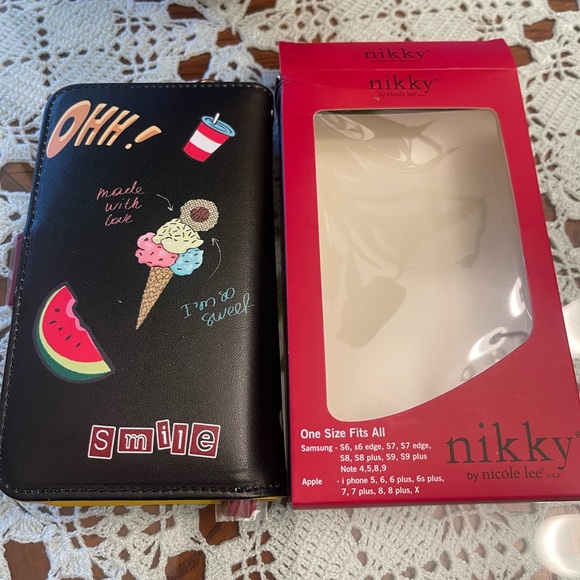 OHH!
made
with
love
I am
so
sweet
Smile
nikky
nikky
by nicole lee
One Size Fits All
Samsung - S6, s6 edge, S7, S7 edge,
S8, S8 plus, S9, S9 plus
Note 4,5,8,9
Apple - i phone 5, 6, 6 plus, 6s plus,
7, 7 plus, 8, 8 plus, X
nikky
by nicole lee U.S.A.